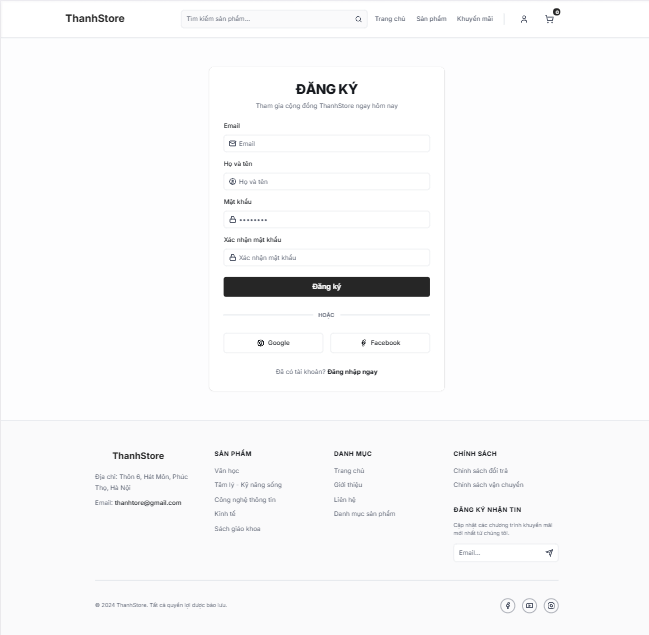 ThanhStore
Tìm kiếm sản phẩm...
Trang chủ
Sản phẩm
Khuyến mãi
0
ĐĂNG KÝ
Tham gia cộng đồng ThanhStore ngay hôm nay
Email
Email
Họ và tên
Họ và tên
Mật khẩu
••••••••
Xác nhận mật khẩu
Xác nhận mật khẩu
Đăng ký
HOẶC
Google
Facebook
Đã có tài khoản? Đăng nhập ngay
ThanhStore
Địa chỉ: Thôn 6, Hát Môn, Phúc
Thọ, Hà Nội
Email: thanhtore@gmail.com
SẢN PHẨM
Văn học
Tâm lý - Kỹ năng sống
Công nghệ thông tin
Kinh tế
Sách giáo khoa
DANH MỤC
Trang chủ
Giới thiệu
Liên hệ
Danh mục sản phẩm
CHÍNH SÁCH
Chính sách đổi trả
Chính sách vận chuyển
ĐĂNG KÝ NHẬN TIN
Cập nhật các chương trình khuyến mãi
mới nhất từ chúng tôi.
Email...
© 2024 ThanhStore. Tất cả quyền lợi được bảo lưu.